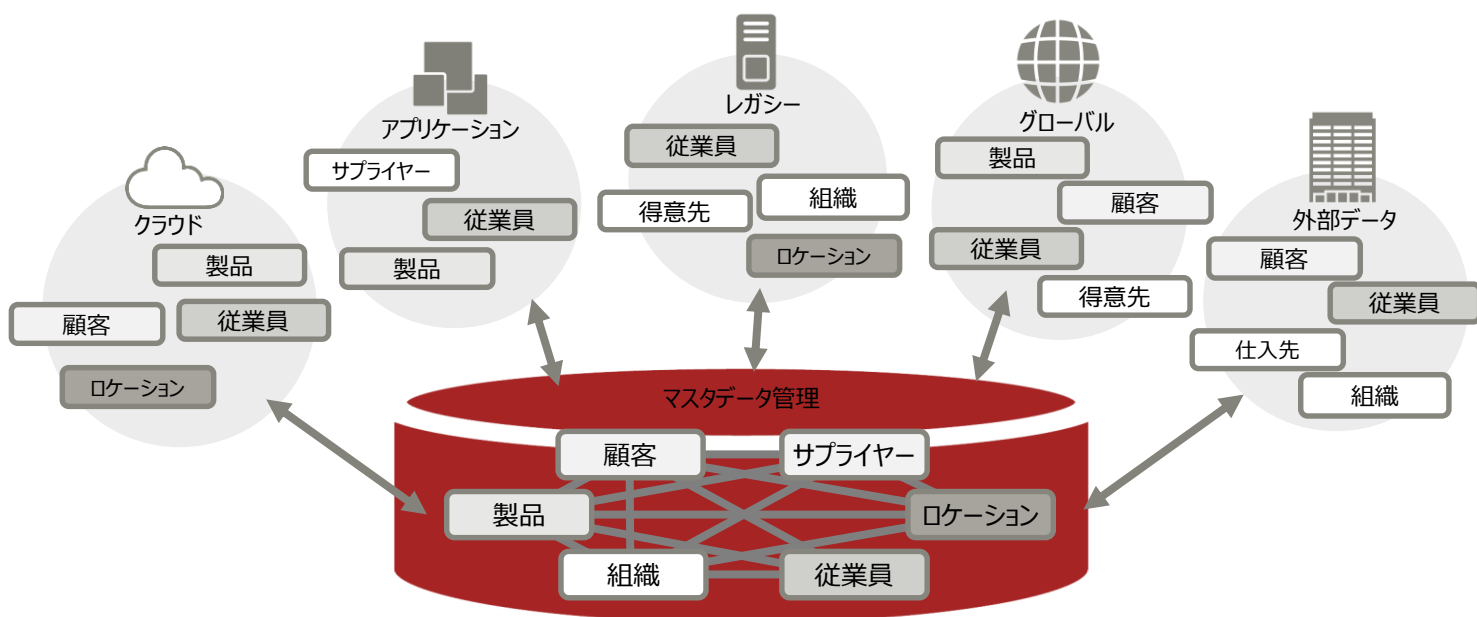 クラウド
製品
顧客
従業員
ロケーション
アプリケーション
サプライヤー
従業員
製品
レガシー
従業員
組織
得意先
ロケーション
グローバル
製品
顧客
従業員
得意先
外部データ
顧客
従業員
仕入先
組織
マスタデータ管理
顧客
サプライヤー
製品
ロケーション
組織
従業員